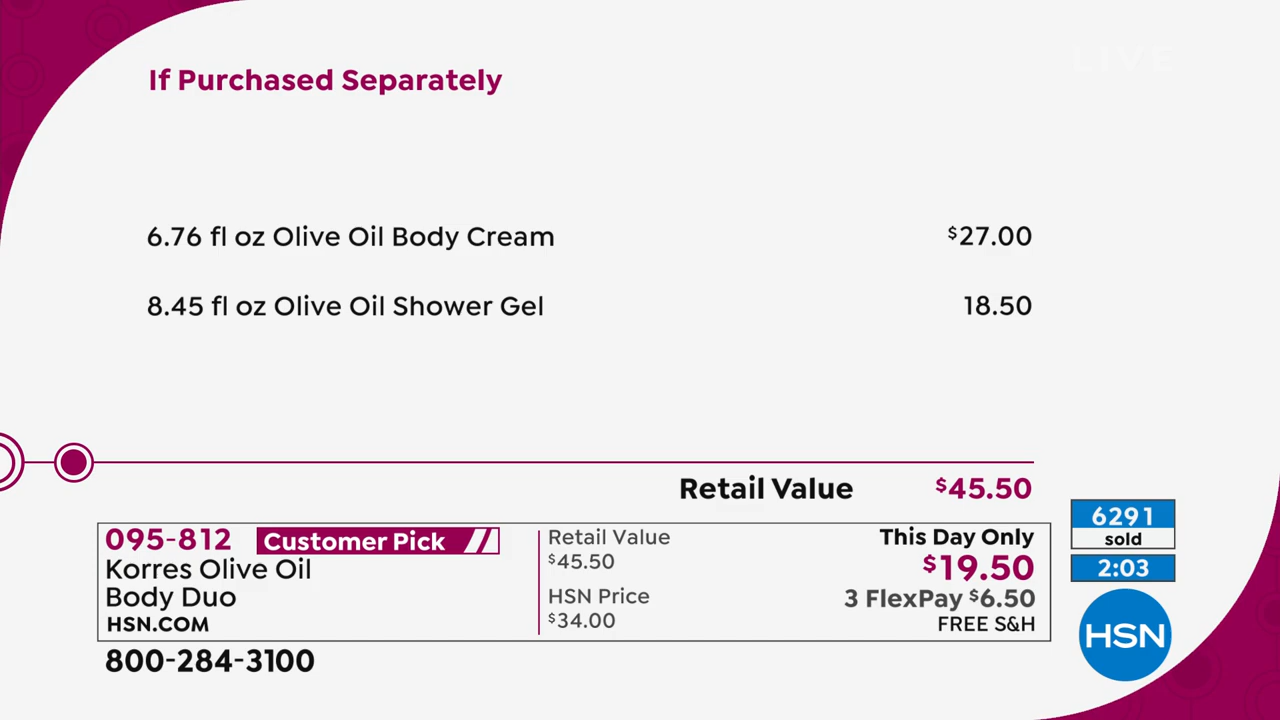 LIVE
If Purchased Separately
6.76 fl oz Olive Oil Body Cream $27.00
8.45 fl oz Olive Oil Shower Gel 18.50
Retail Value $45.50
095-812 Customer Pick
Korres Olive Oil
Body Duo
HSN.COM
Retail Value
$45.50
HSN Price
$34.00
This Day Only
$19.50
3 FlexPay $6.50
FREE S&H
6291
sold
2:03
HSN
800-284-3100